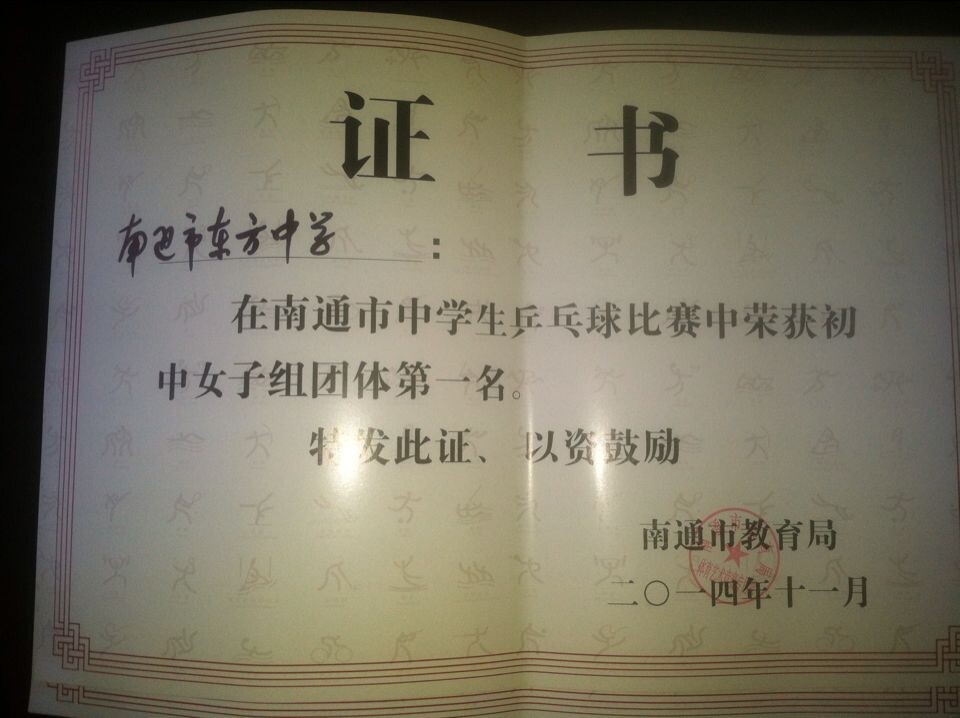 证书
南通市东方中学：
在南通市中学生乒乓球比赛中荣获初
中女子组团体第一名。
特发此证、以资鼓励
南通市教育局
二〇一四年十一月